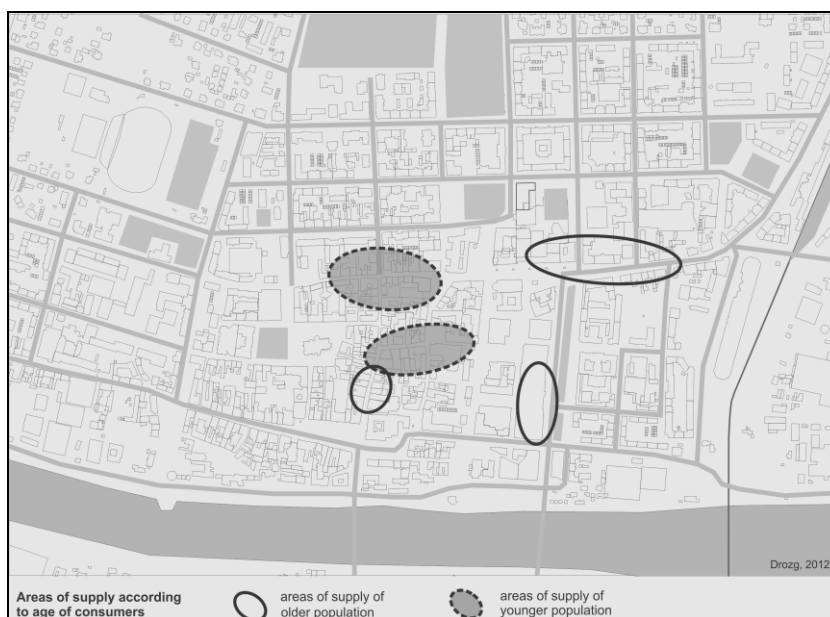 Drozg, 2012
Areas of supply according
to age of consumers
areas of supply of
older population
areas of supply of
younger population